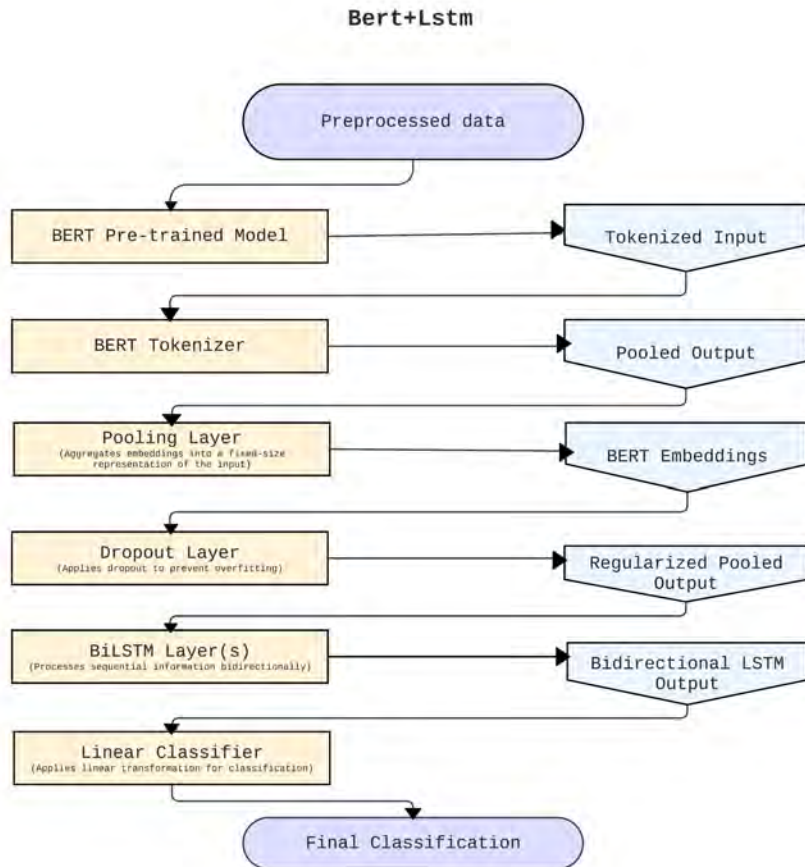 Bert+Lstm
Preprocessed data
BERT Pre-trained Model
Tokenized Input
BERT Tokenizer
Pooled Output
Pooling Layer
(Aggregates embeddings into a fixed-size
representation of the input)
BERT Embeddings
Dropout Layer
(Applies dropout to prevent overfitting)
Regularized Pooled
Output
BiLSTM Layer(s)
(Processes sequential information bidirectionally)
Bidirectional LSTM
Output
Linear Classifier
(Applies linear transformation for classification)
Final Classification